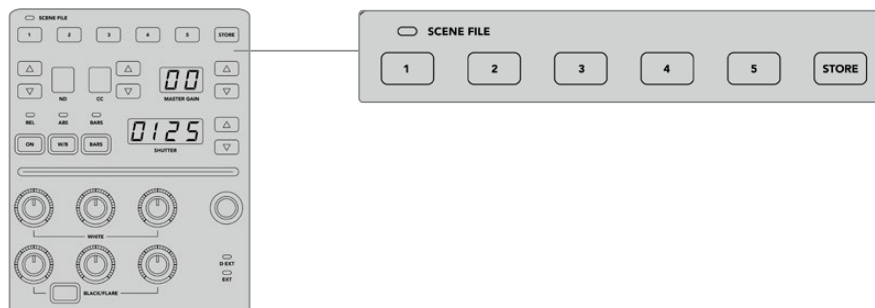 SCENE FILE
1 2 3 4 5 STORE
ND CC 00 MASTER GAIN
REL ABS BARS
ON W/B BARS 0125
SHUTTER
WHITE
D EXT
EXT
BLACK/FLARE
SCENE FILE
1 2 3 4 5 STORE